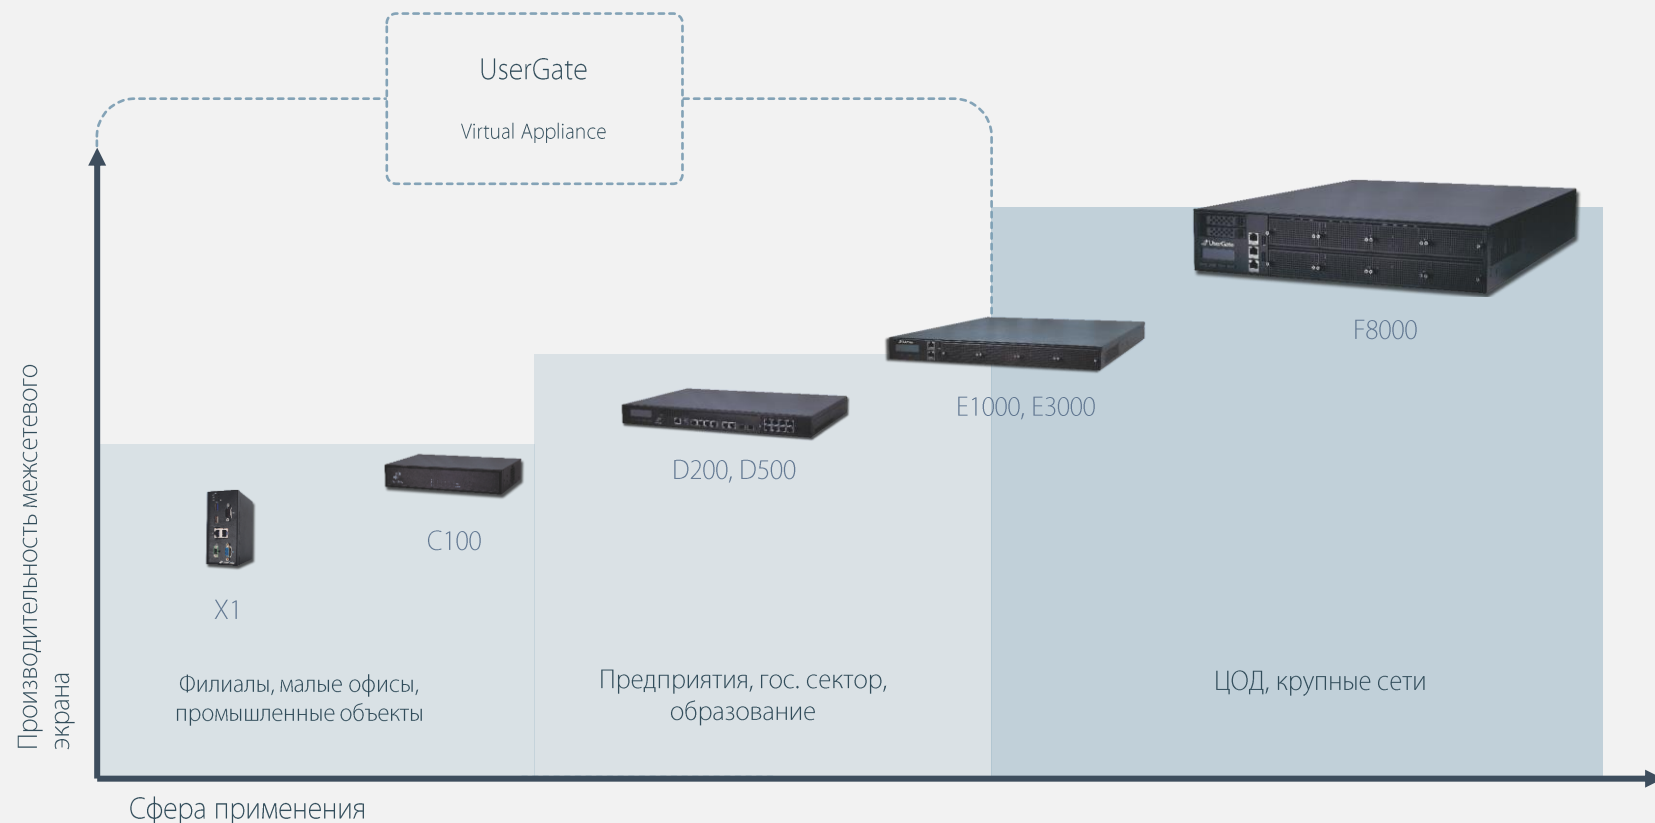 UserGate
Virtual Appliance
UserGate
F8000
E1000, E3000
D200, D500
C100
X1
Производительность межсетевого
экрана
Филиалы, малые офисы,
промышленные объекты
Предприятия, гос. сектор,
образование
ЦОД, крупные сети
Сфера применения